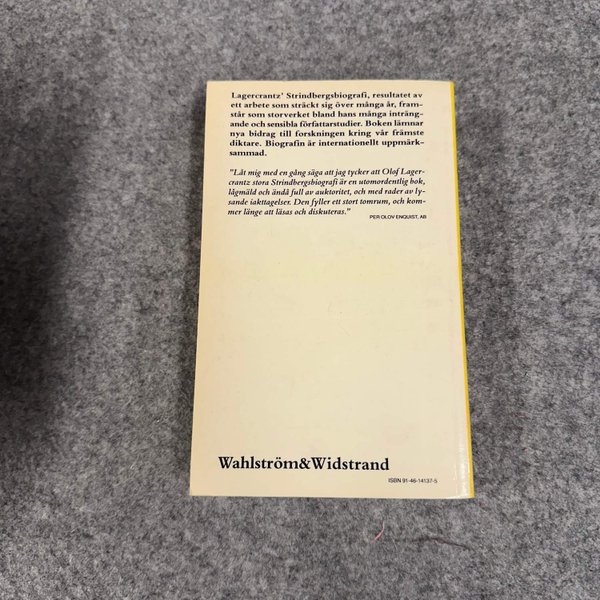 Lagercrantz' Strindbergsbiografi, resultatet av
ett arbete som sträckt sig över många år, fram-
står som storverket bland hans många inträng-
ande och sensibla författarstudier. Boken lämnar
nya bidrag till forskningen kring vår främste
diktare. Biografin är internationellt uppmärk-
sammad.
"Låt mig med en gång säga att jag tycker att Olof Lager-
crantz stora Strindbergsbiografi är en utomordentlig bok,
lågmäld och ändå full av auktoritet, och med rader av ly-
sande iakttagelser. Den fyller ett stort tomrum, och kom-
mer länge att läsas och diskuteras."
PER OLOV ENQUIST, AB
Wahlström&Widstrand
ISBN 91-46-14137-5